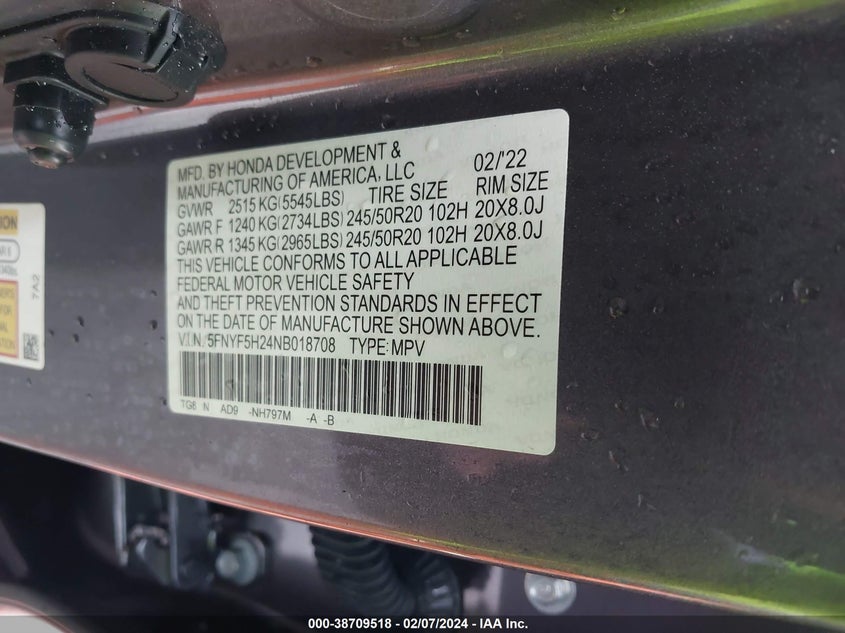 MFD. BY HONDA DEVELOPMENT & 02/'22
MANUFACTURING OF AMERICA, LLC
GVWR 2515 KG(5545LBS) TIRE SIZE RIM SIZE
GAWR F 1240 KG(2734LBS) 245/50R20 102H 20X8.0J
GAWR R 1345 KG(2965LBS) 245/50R20 102H 20X8.0J
THIS VEHICLE CONFORMS TO ALL APPLICABLE
FEDERAL MOTOR VEHICLE SAFETY
AND THEFT PREVENTION STANDARDS IN EFFECT
ON THE DATE OF MANUFACTURE SHOWN ABOVE.
V.I.N. 5FNYF5H24NB018708 TYPE:MPV
TG6 N AD9 -NH797M -A -B
7A2
000-38709518 - 02/07/2024 - IAA Inc.